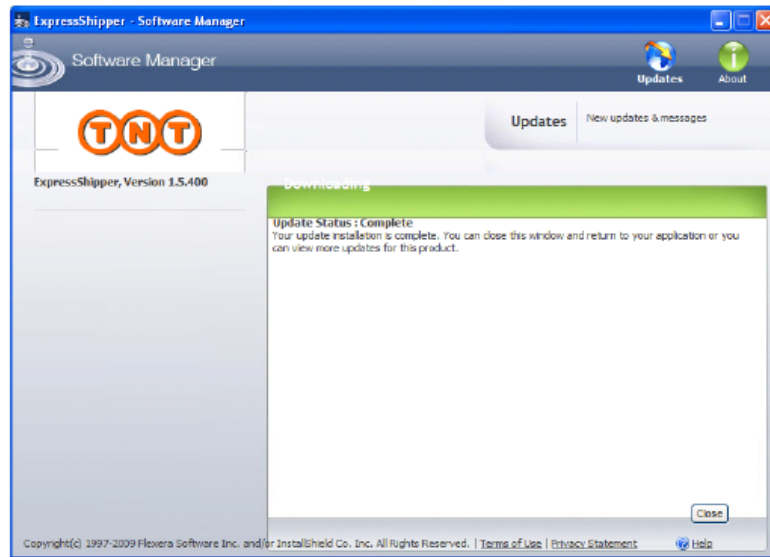 ExpressShipper - Software Manager
Software Manager
Updates
About
TNT
Updates
New updates & messages
ExpressShipper, Version 1.5.400
Downloading
Update Status : Complete
Your update installation is complete. You can close this window and return to your application or you
can view more updates for this product.
Close
Copyright(c) 1997-2009 Flexera Software Inc. and/or InstallShield Co. Inc. All Rights Reserved. | Terms of Use | Privacy Statement
Help